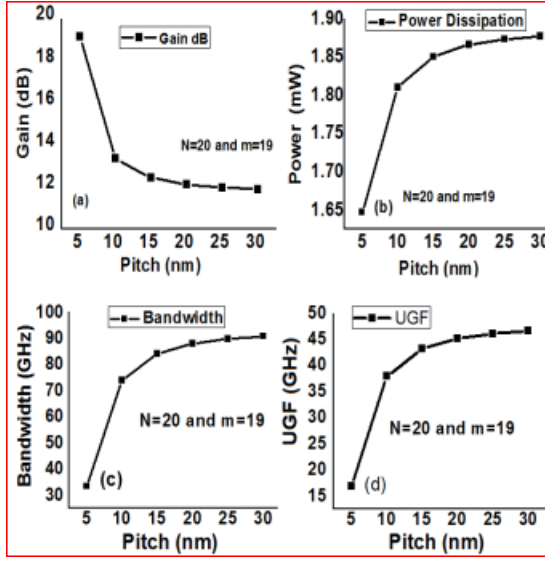 Gain dB
20
18
16
14
12
10
Gain (dB)
N=20 and m=19
(a)
5 10 15 20 25 30
Pitch (nm)
Power Dissipation
1.90
1.85
1.80
1.75
1.70
1.65
Power (mW)
N=20 and m=19
(b)
5 10 15 20 25 30
Pitch (nm)
Bandwidth
100
90
80
70
60
50
40
30
Bandwidth (GHz)
N=20 and m=19
(c)
5 10 15 20 25 30
Pitch (nm)
UGF
50
45
40
35
30
25
20
15
UGF (GHz)
N=20 and m=19
(d)
5 10 15 20 25 30
Pitch (nm)